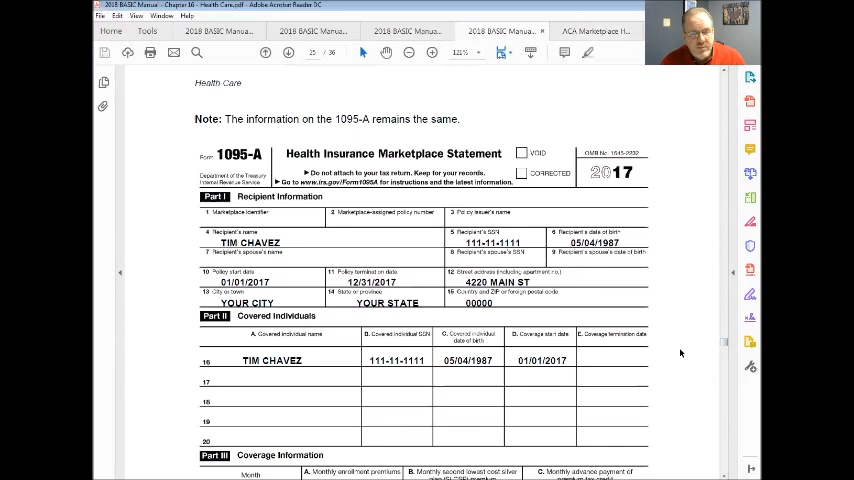 2018 BASIC Manual - Chapter 16 - Health Care.pdf - Adobe Acrobat Reader DC
File Edit View Window Help
Home Tools 2018 BASIC Manua... 2018 BASIC Manua... 2018 BASIC Manua... 2018 BASIC Manua... × ACA Marketplace H...
25 / 36 121%
Health Care
Note: The information on the 1095-A remains the same.
Form 1095-A Health Insurance Marketplace Statement VOID OMB No. 1545-2232
Department of the Treasury
Internal Revenue Service
▶ Do not attach to your tax return. Keep for your records.
▶ Go to www.irs.gov/Form1095A for instructions and the latest information.
CORRECTED
2017
Part I Recipient Information
1 Marketplace identifier 2 Marketplace-assigned policy number 3 Policy issuer's name
4 Recipient's name 5 Recipient's SSN 6 Recipient's date of birth
TIM CHAVEZ 111-11-1111 05/04/1987
7 Recipient's spouse's name 8 Recipient's spouse's SSN 9 Recipient's spouse's date of birth
10 Policy start date 11 Policy termination date 12 Street address (including apartment no.)
01/01/2017 12/31/2017 4220 MAIN ST
13 City or town 14 State or province 15 Country and ZIP or foreign postal code
YOUR CITY YOUR STATE 00000
Part II Covered Individuals
A. Covered individual name B. Covered individual SSN C. Covered individual date of birth D. Coverage start date E. Coverage termination date
16 TIM CHAVEZ 111-11-1111 05/04/1987 01/01/2017
17
18
19
20
Part III Coverage Information
Month A. Monthly enrollment premiums B. Monthly second lowest cost silver plan (SLCSP) premium C. Monthly advance payment of premium tax credit